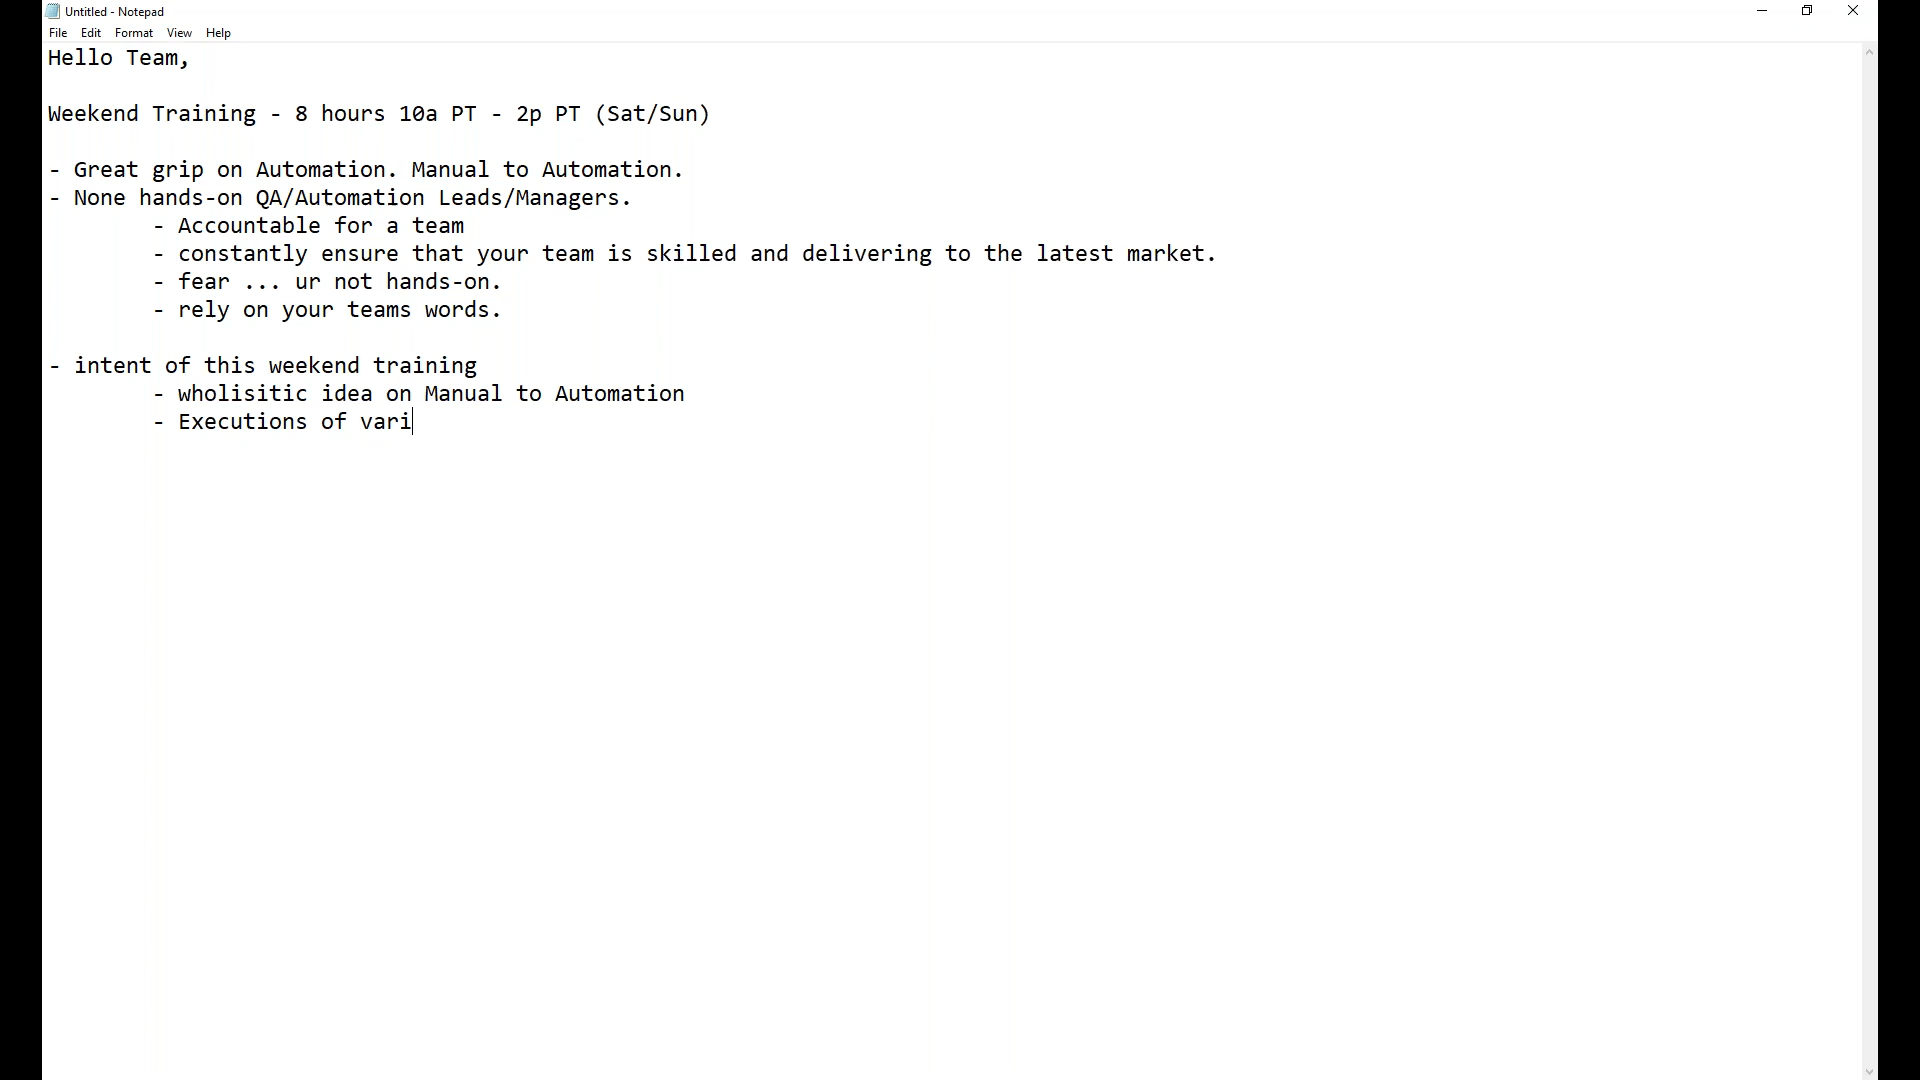 Untitled - Notepad
File Edit Format View Help
Hello Team,
Weekend Training - 8 hours 10a PT - 2p PT (Sat/Sun)
- Great grip on Automation. Manual to Automation.
- None hands-on QA/Automation Leads/Managers.
- Accountable for a team
- constantly ensure that your team is skilled and delivering to the latest market.
- fear ... ur not hands-on.
- rely on your teams words.
- intent of this weekend training
- wholisitic idea on Manual to Automation
- Executions of vari